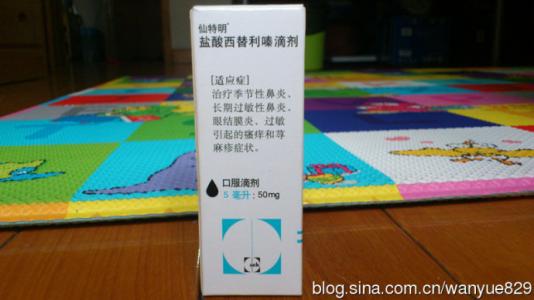 仙特明®
盐酸西替利嗪滴剂
[适应症]
治疗季节性鼻炎、
长期过敏性鼻炎、
眼结膜炎、过敏
引起的瘙痒和荨
麻疹症状。
口服滴剂
5 毫升:50mg
ucb
blog.sina.com.cn/wanyue829